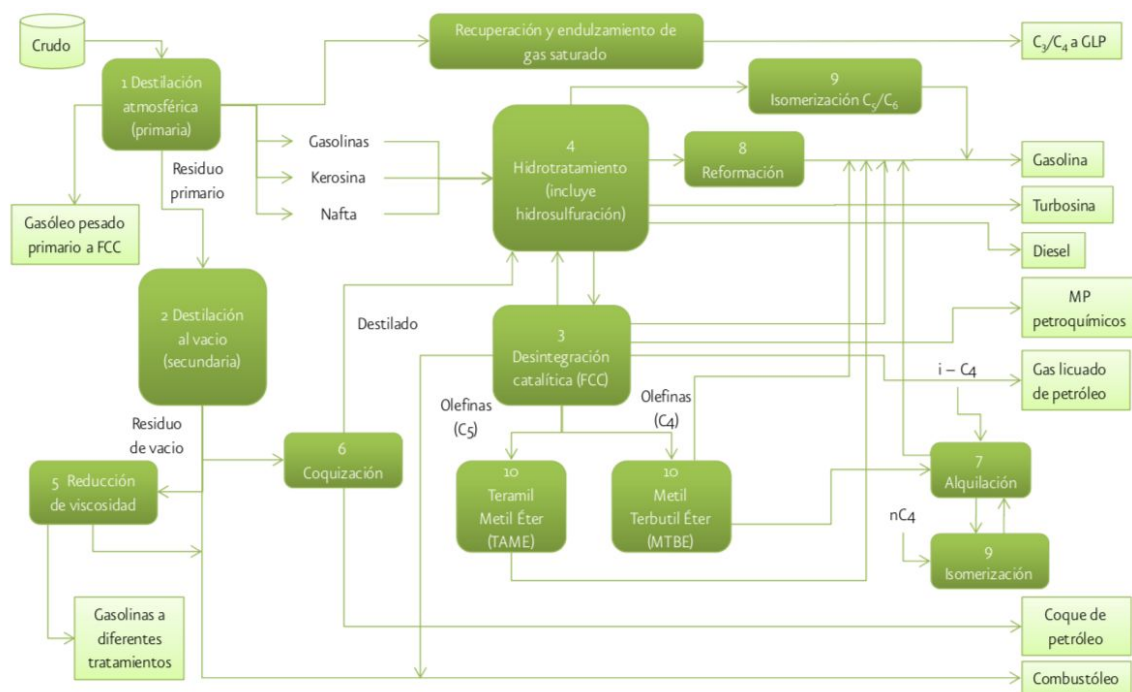 Crudo
Recuperación y endulzamiento de
gas saturado
C₃/C₄ a GLP
1 Destilación
atmosférica
(primaria)
9
Isomerización C₅/C₆
Gasolinas
Kerosina
Nafta
4
Hidrotratamiento
(incluye
hidrosulfuración)
8
Reformación
Gasolina
Turbosina
Diesel
Residuo
primario
Gasóleo pesado
primario a FCC
2 Destilación
al vacio
(secundaria)
Destilado
3
Desintegración
catalítica (FCC)
MP
petroquímicos
Gas licuado
de petróleo
i – C4
Olefinas
(C5)
Olefinas
(C4)
Residuo
de vacio
5 Reducción
de viscosidad
6
Coquización
10
Teramil
Metil Éter
(TAME)
10
Metil
Terbutil Éter
(MTBE)
7
Alquilación
nC4
9
Isomerización
Gasolinas a
diferentes
tratamientos
Coque de
petróleo
Combustóleo